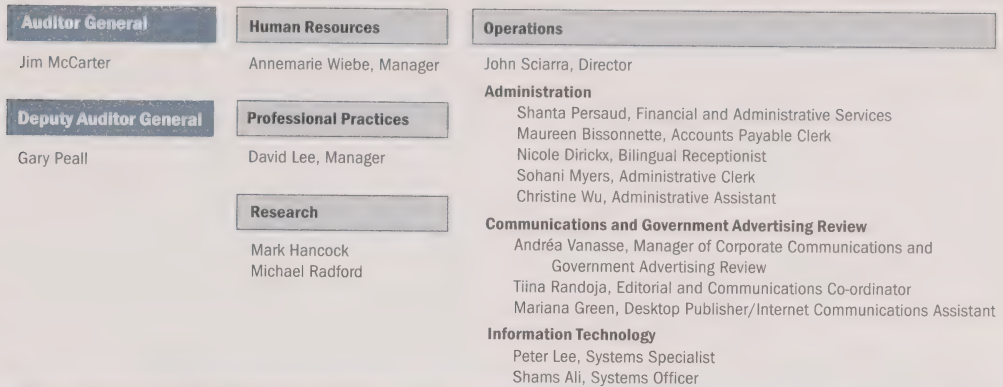 Auditor General
Jim McCarter
Deputy Auditor General
Gary Peall
Human Resources
Annemarie Wiebe, Manager
Professional Practices
David Lee, Manager
Research
Mark Hancock
Michael Radford
Operations
John Sciarra, Director
Administration
Shanta Persaud, Financial and Administrative Services
Maureen Bissonnette, Accounts Payable Clerk
Nicole Dirickx, Bilingual Receptionist
Sohani Myers, Administrative Clerk
Christine Wu, Administrative Assistant
Communications and Government Advertising Review
Andréa Vanasse, Manager of Corporate Communications and
Government Advertising Review
Tiina Randoja, Editorial and Communications Co-ordinator
Mariana Green, Desktop Publisher/Internet Communications Assistant
Information Technology
Peter Lee, Systems Specialist
Shams Ali, Systems Officer